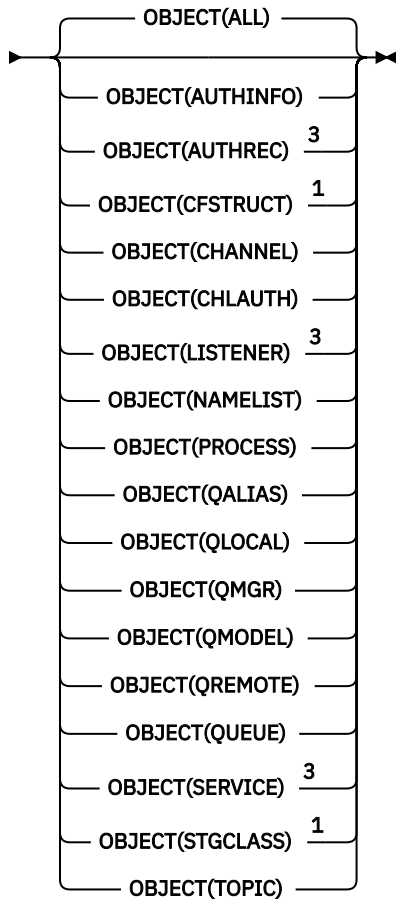 OBJECT(ALL)
OBJECT(AUTHINFO)
OBJECT(AUTHREC) 3
OBJECT(CFSTRUCT) 1
OBJECT(CHANNEL)
OBJECT(CHLAUTH)
OBJECT(LISTENER) 3
OBJECT(NAMELIST)
OBJECT(PROCESS)
OBJECT(QALIAS)
OBJECT(QLOCAL)
OBJECT(QMGR)
OBJECT(QMODEL)
OBJECT(QREMOTE)
OBJECT(QUEUE)
OBJECT(SERVICE) 3
OBJECT(STGCLASS) 1
OBJECT(TOPIC)